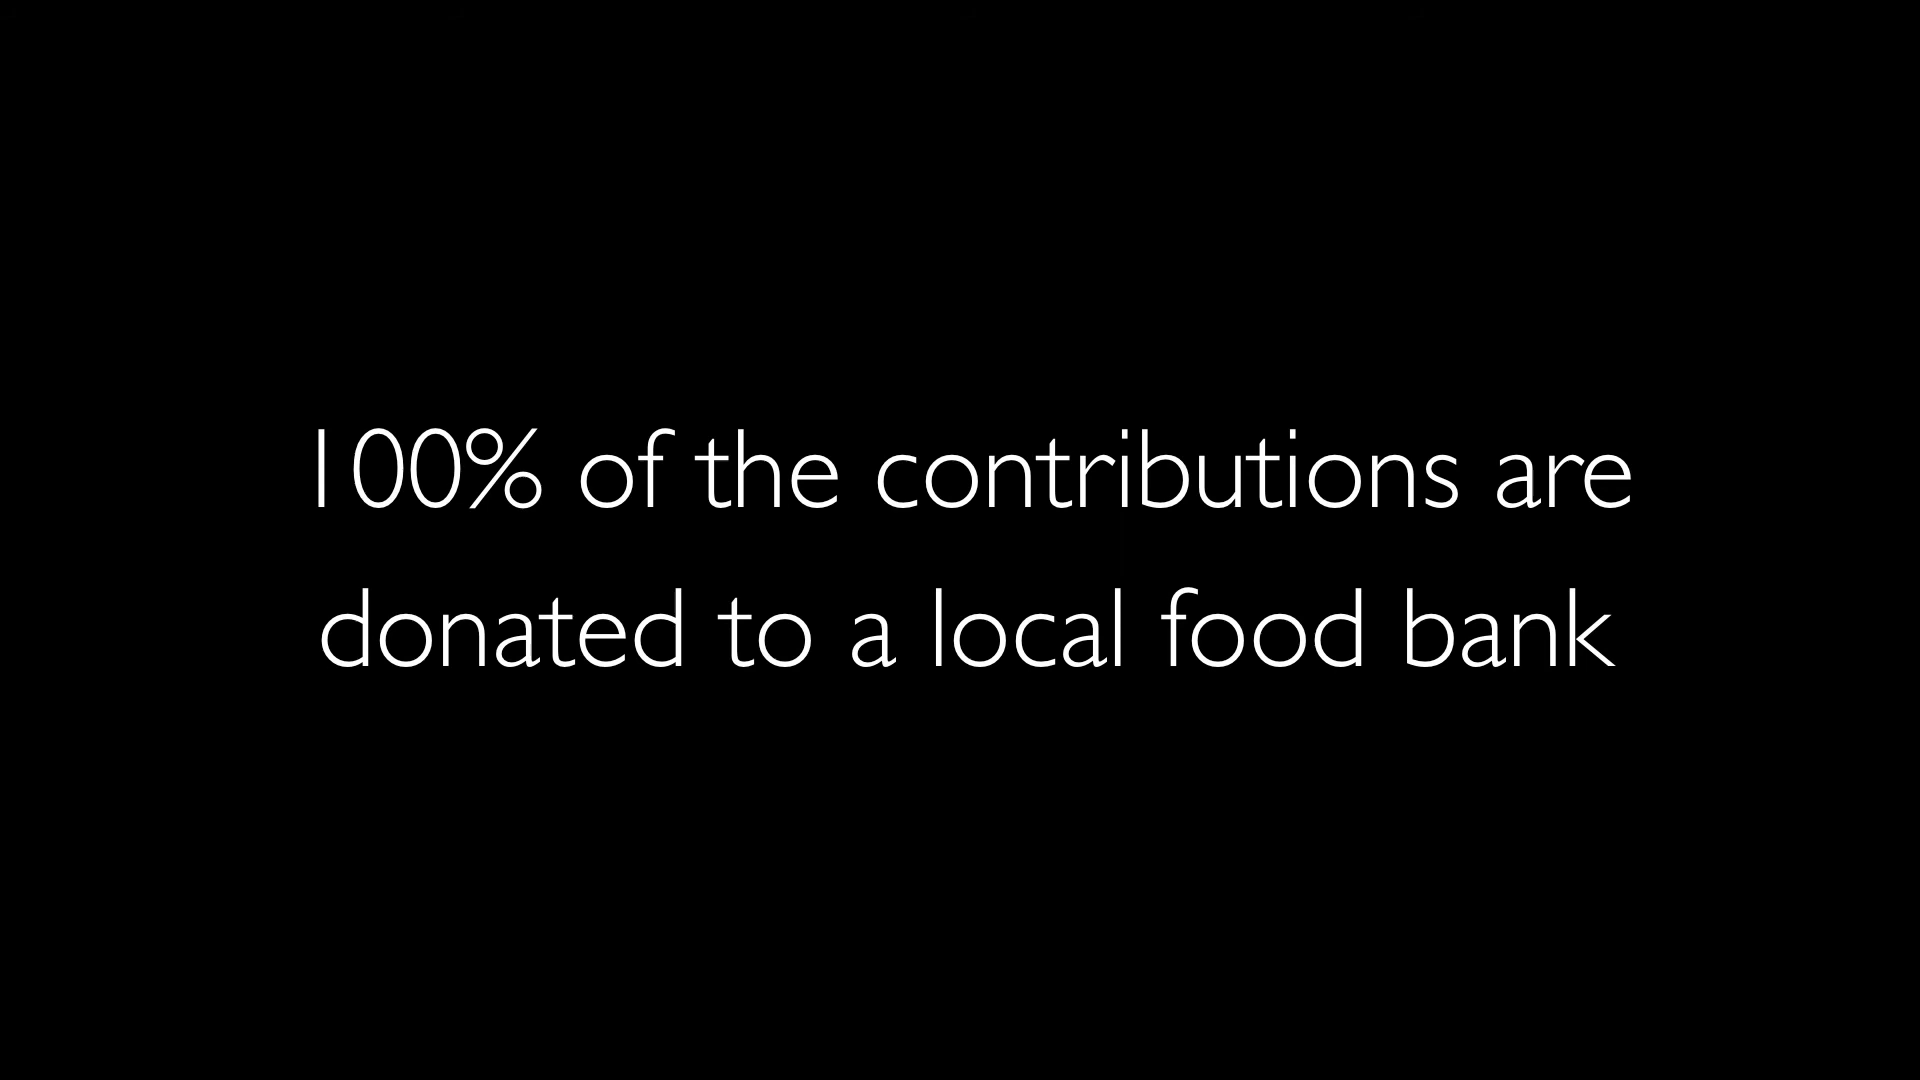 100% of the contributions are
donated to a local food bank